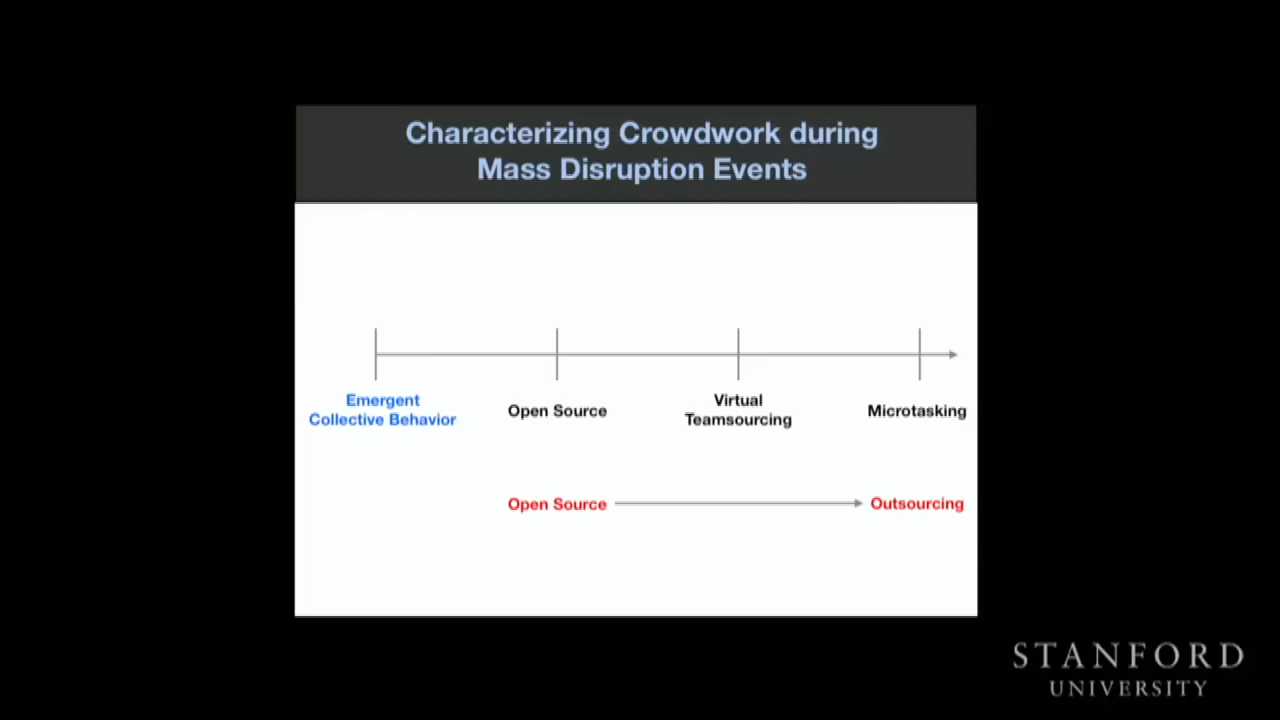 Characterizing Crowdwork during
Mass Disruption Events
Emergent
Collective Behavior
Open Source
Virtual
Teamsourcing
Microtasking
Open Source
Outsourcing
STANFORD
UNIVERSITY